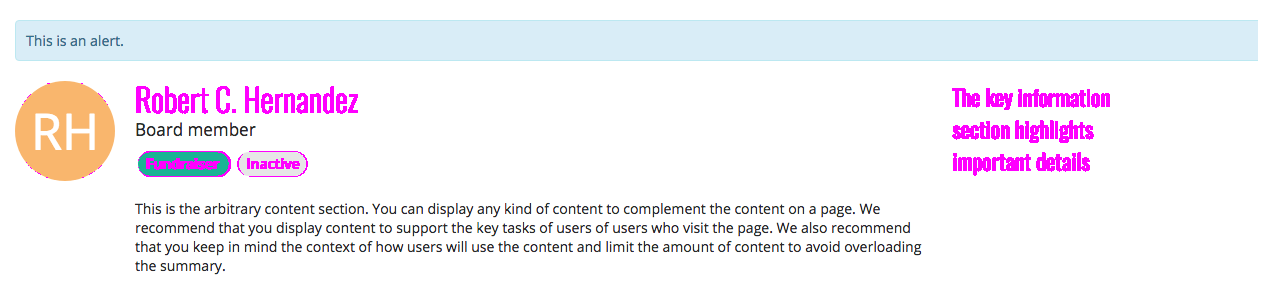 This is an alert.
RH
Robert C. Hernandez
Board member
Fundraiser
Inactive
The key information
section highlights
important details
This is the arbitrary content section. You can display any kind of content to complement the content on a page. We
recommend that you display content to support the key tasks of users of users who visit the page. We also recommend
that you keep in mind the context of how users will use the content and limit the amount of content to avoid overloading
the summary.